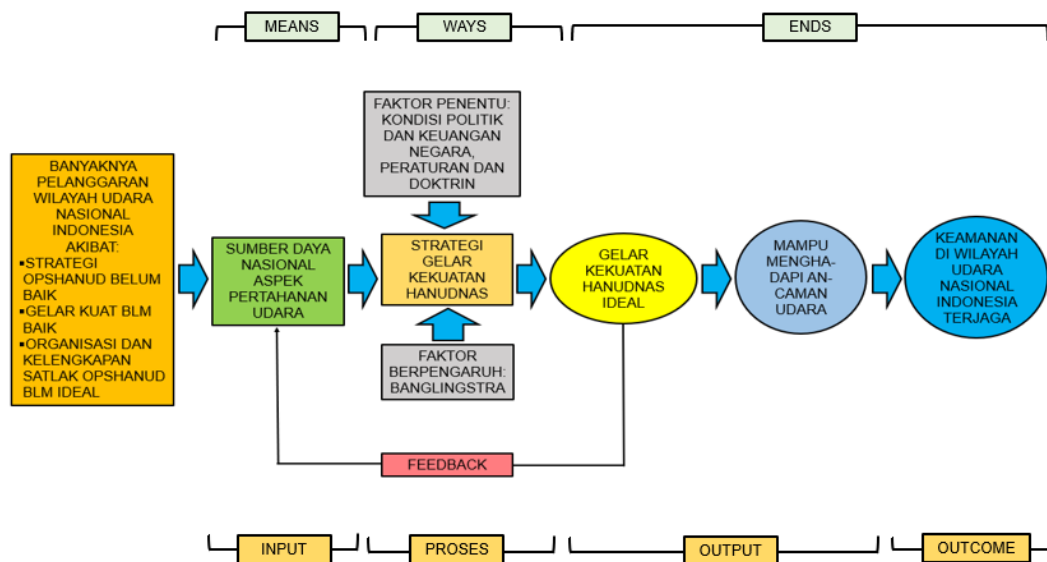 MEANS
WAYS
ENDS
BANYAKNYA
PELANGGARAN
WILAYAH UDARA
NASIONAL
INDONESIA
AKIBAT:
▪STRATEGI
OPSHANUD BELUM
BAIK
▪GELAR KUAT BLM
BAIK
▪ORGANISASI DAN
KELENGKAPAN
SATLAK OPSHANUD
BLM IDEAL
SUMBER DAYA
NASIONAL
ASPEK
PERTAHANAN
UDARA
FAKTOR PENENTU:
KONDISI POLITIK
DAN KEUANGAN
NEGARA,
PERATURAN DAN
DOKTRIN
STRATEGI
GELAR
KEKUATAN
HANUDNAS
FAKTOR
BERPENGARUH:
BANGLINGSTRA
GELAR
KEKUATAN
HANUDNAS
IDEAL
MAMPU
MENGHA-
DAPI AN-
CAMAN
UDARA
KEAMANAN
DI WILAYAH
UDARA
NASIONAL
INDONESIA
TERJAGA
FEEDBACK
INPUT
PROSES
OUTPUT
OUTCOME